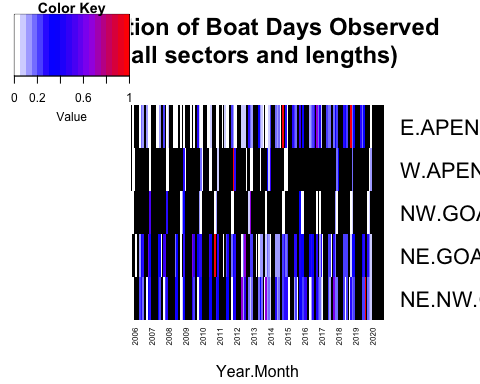 Color Key
tion of Boat Days Observed
all sectors and lengths)
0 0.2 0.6 1
Value
E.APEN
W.APEN
NW.GOA
NE.GOA
NE.NW.
2006 2007 2008 2009 2010 2011 2012 2013 2014 2015 2016 2017 2018 2019 2020
Year.Month